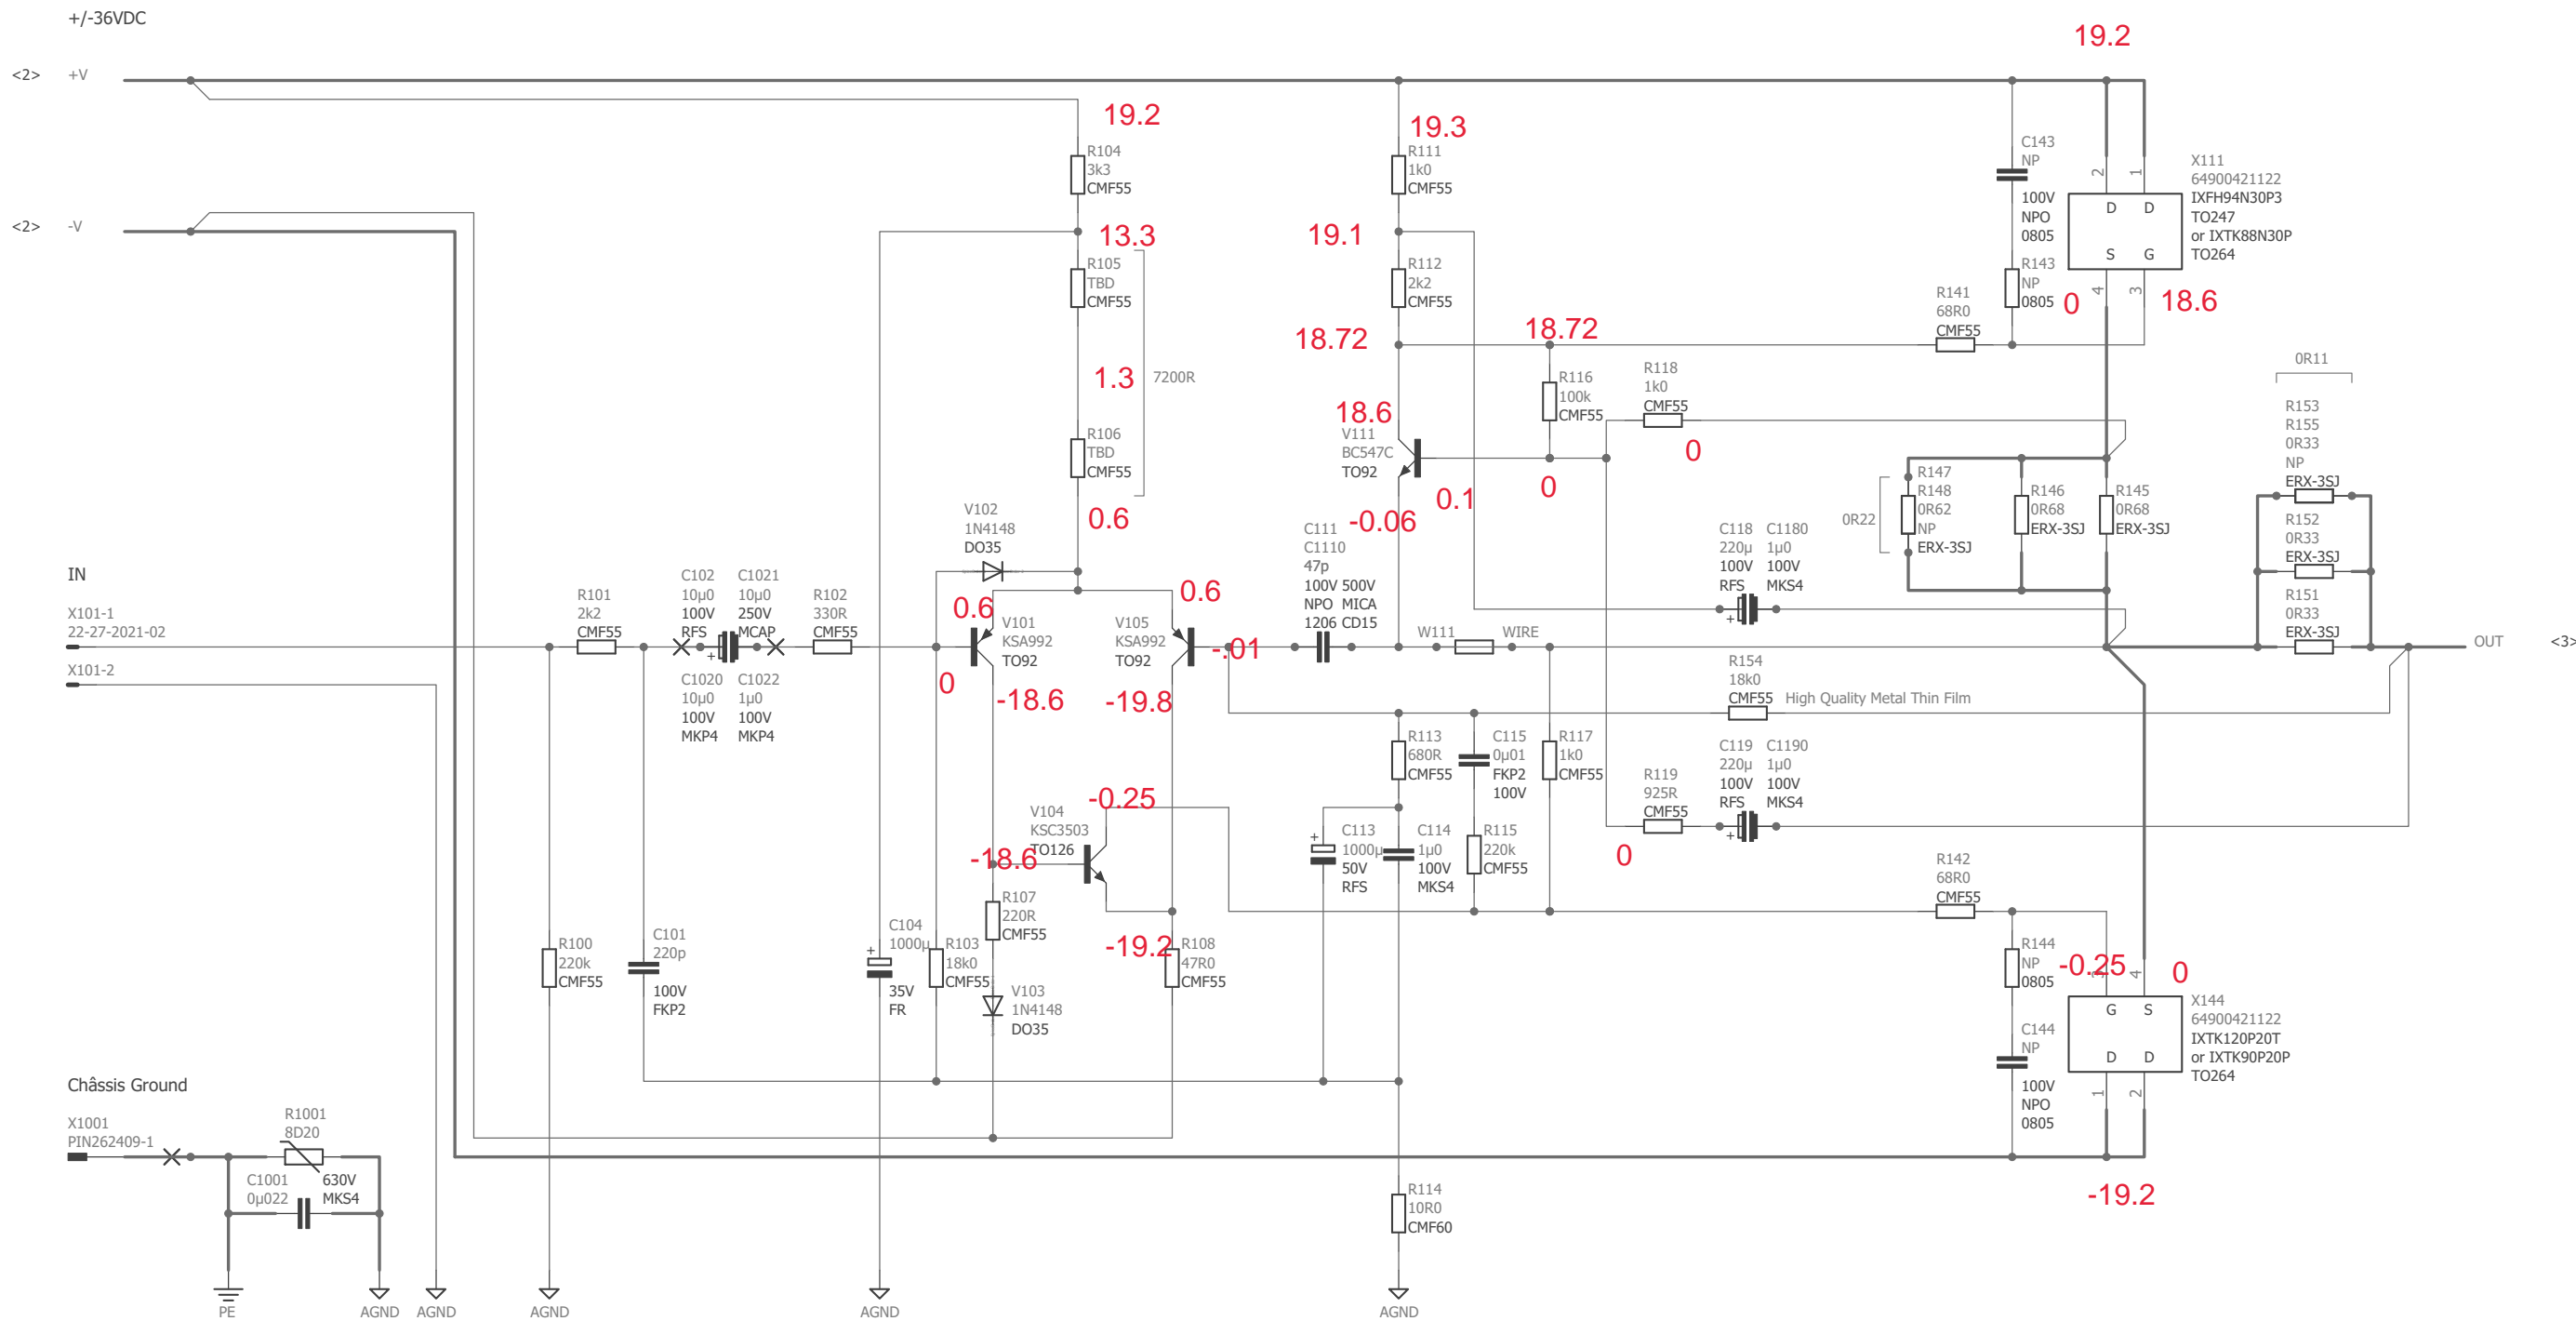 +/-36VDC
<2> +V
<2> -V
19.2
19.2
19.3
R104
3k3
CMF55
R111
1k0
CMF55
C143
NP
100V
NPO
0805
X111
64900421122
IXFH94N30P3
TO247
or IXTK88N30P
TO264
2
1
D D
S G
4
3
13.3
19.1
R105
TBD
CMF55
R112
2k2
CMF55
R143
NP
0805
0
18.6
R141
68R0
CMF55
18.72
18.72
1.3
7200R
R116
100k
CMF55
R118
1k0
CMF55
0R11
R153
R155
0R33
NP
ERX-3SJ
18.6
V111
BC547C
TO92
R106
TBD
CMF55
0
0
0.1
-0.06
0.6
V102
1N4148
DO35
C111
C1110
47p
100V 500V
NPO MICA
1206 CD15
C118 C1180
220µ 1µ0
100V 100V
RFS MKS4
+
0R22
R147
R148
0R62
NP
ERX-3SJ
R146
0R68
ERX-3SJ
R145
0R68
ERX-3SJ
R152
0R33
ERX-3SJ
R151
0R33
ERX-3SJ
IN
X101-1
22-27-2021-02
X101-2
R101
2k2
CMF55
C102 C1021
10µ0 10µ0
100V 250V
RFS MCAP
+
C1020 C1022
10µ0 1µ0
100V 100V
MKP4 MKP4
R102
330R
CMF55
0.6
0.6
V101
KSA992
TO92
V105
KSA992
TO92
-.01
0
-18.6
-19.8
W111 WIRE
OUT <3>
R154
18k0
CMF55 High Quality Metal Thin Film
R113
680R
CMF55
C115
0µ01
FKP2
100V
R117
1k0
CMF55
C119 C1190
220µ 1µ0
100V 100V
RFS MKS4
+
R119
925R
CMF55
0
-0.25
V104
KSC3503
TO126
-18.6
+
C113
1000µ
50V
RFS
C114
1µ0
100V
MKS4
R115
220k
CMF55
R142
68R0
CMF55
R107
220R
CMF55
-19.2
R108
47R0
CMF55
R100
220k
CMF55
C101
220p
100V
FKP2
+
C104
1000µ
35V
FR
R103
18k0
CMF55
V103
1N4148
DO35
R144
NP
0805
-0.25
4
0
X144
64900421122
IXTK120P20T
or IXTK90P20P
TO264
G S
D D
1
2
C144
NP
100V
NPO
0805
-19.2
Châssis Ground
X1001
PIN262409-1
R1001
8D20
C1001
0µ022
630V
MKS4
R114
10R0
CMF60
PE AGND AGND AGND AGND AGND